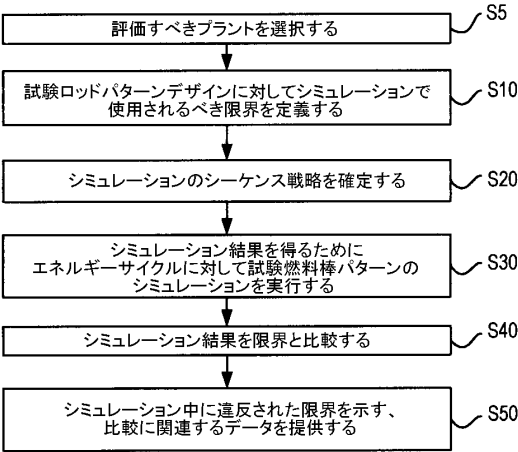 S5
評価すべきプラントを選択する
試験ロッドパターンデザインに対してシミュレーションで
使用されるべき限界を定義する
S10
シミュレーションのシーケンス戦略を確定する
S20
シミュレーション結果を得るために
エネルギーサイクルに対して試験燃料棒パターンの
シミュレーションを実行する
S30
シミュレーション結果を限界と比較する
S40
シミュレーション中に違反された限界を示す、
比較に関連するデータを提供する
S50